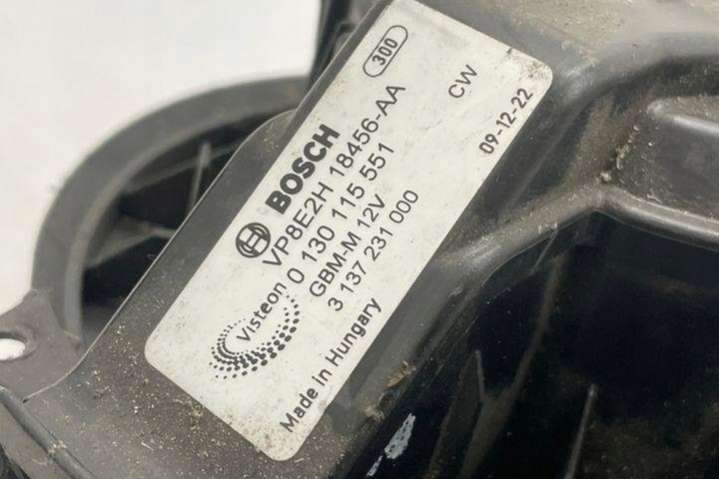 300
BOSCH
VP8E2H 18456-AA
CW
0 130 115 551
GBM-M 12V
09-12-22
3 137 231 000
Visteon
Made in Hungary